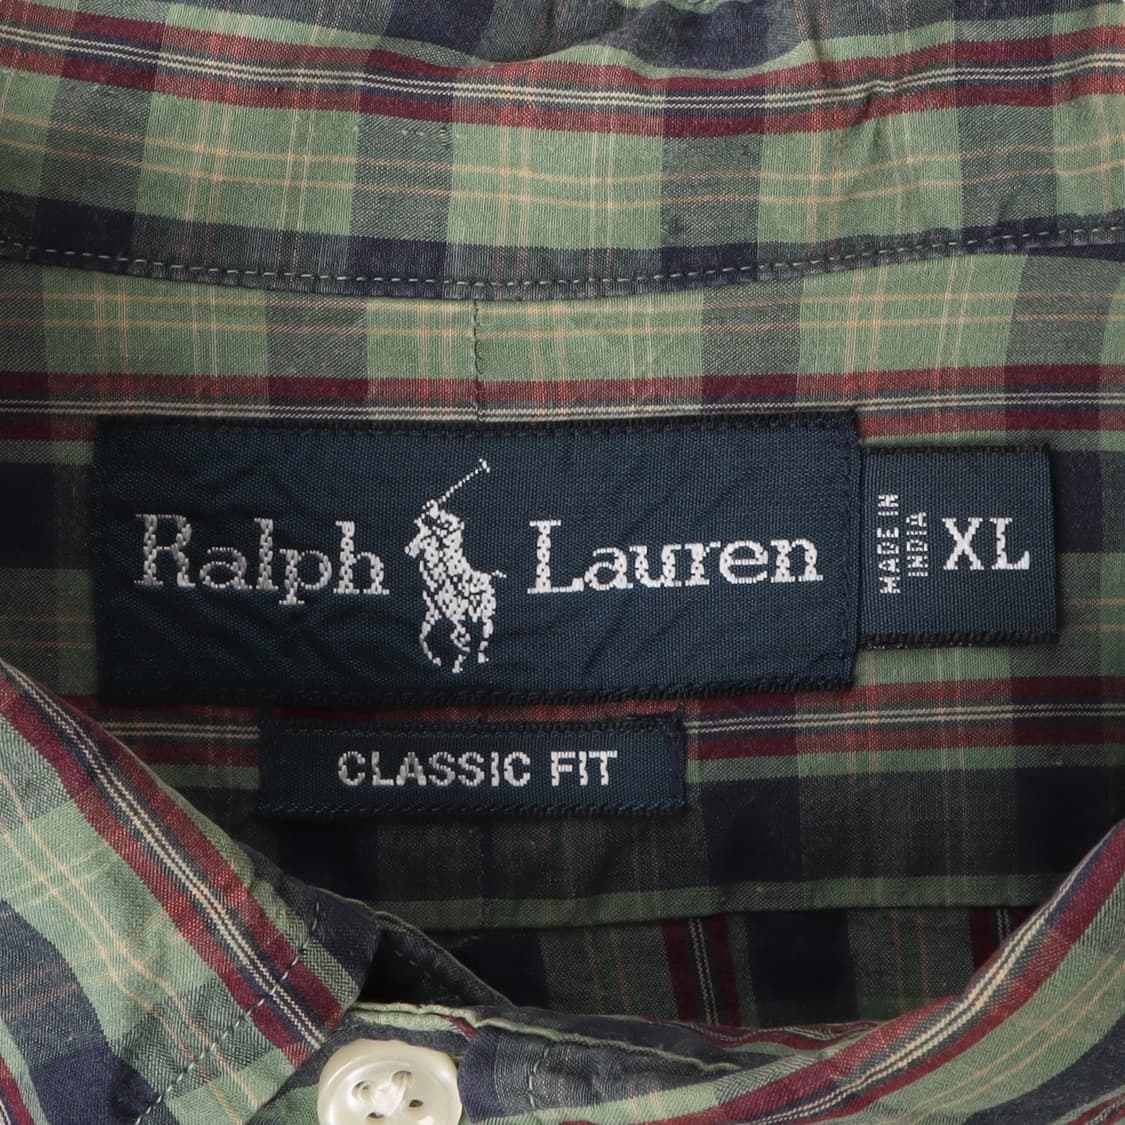 Ralph Lauren
MADE IN
INDIA
XL
CLASSIC FIT